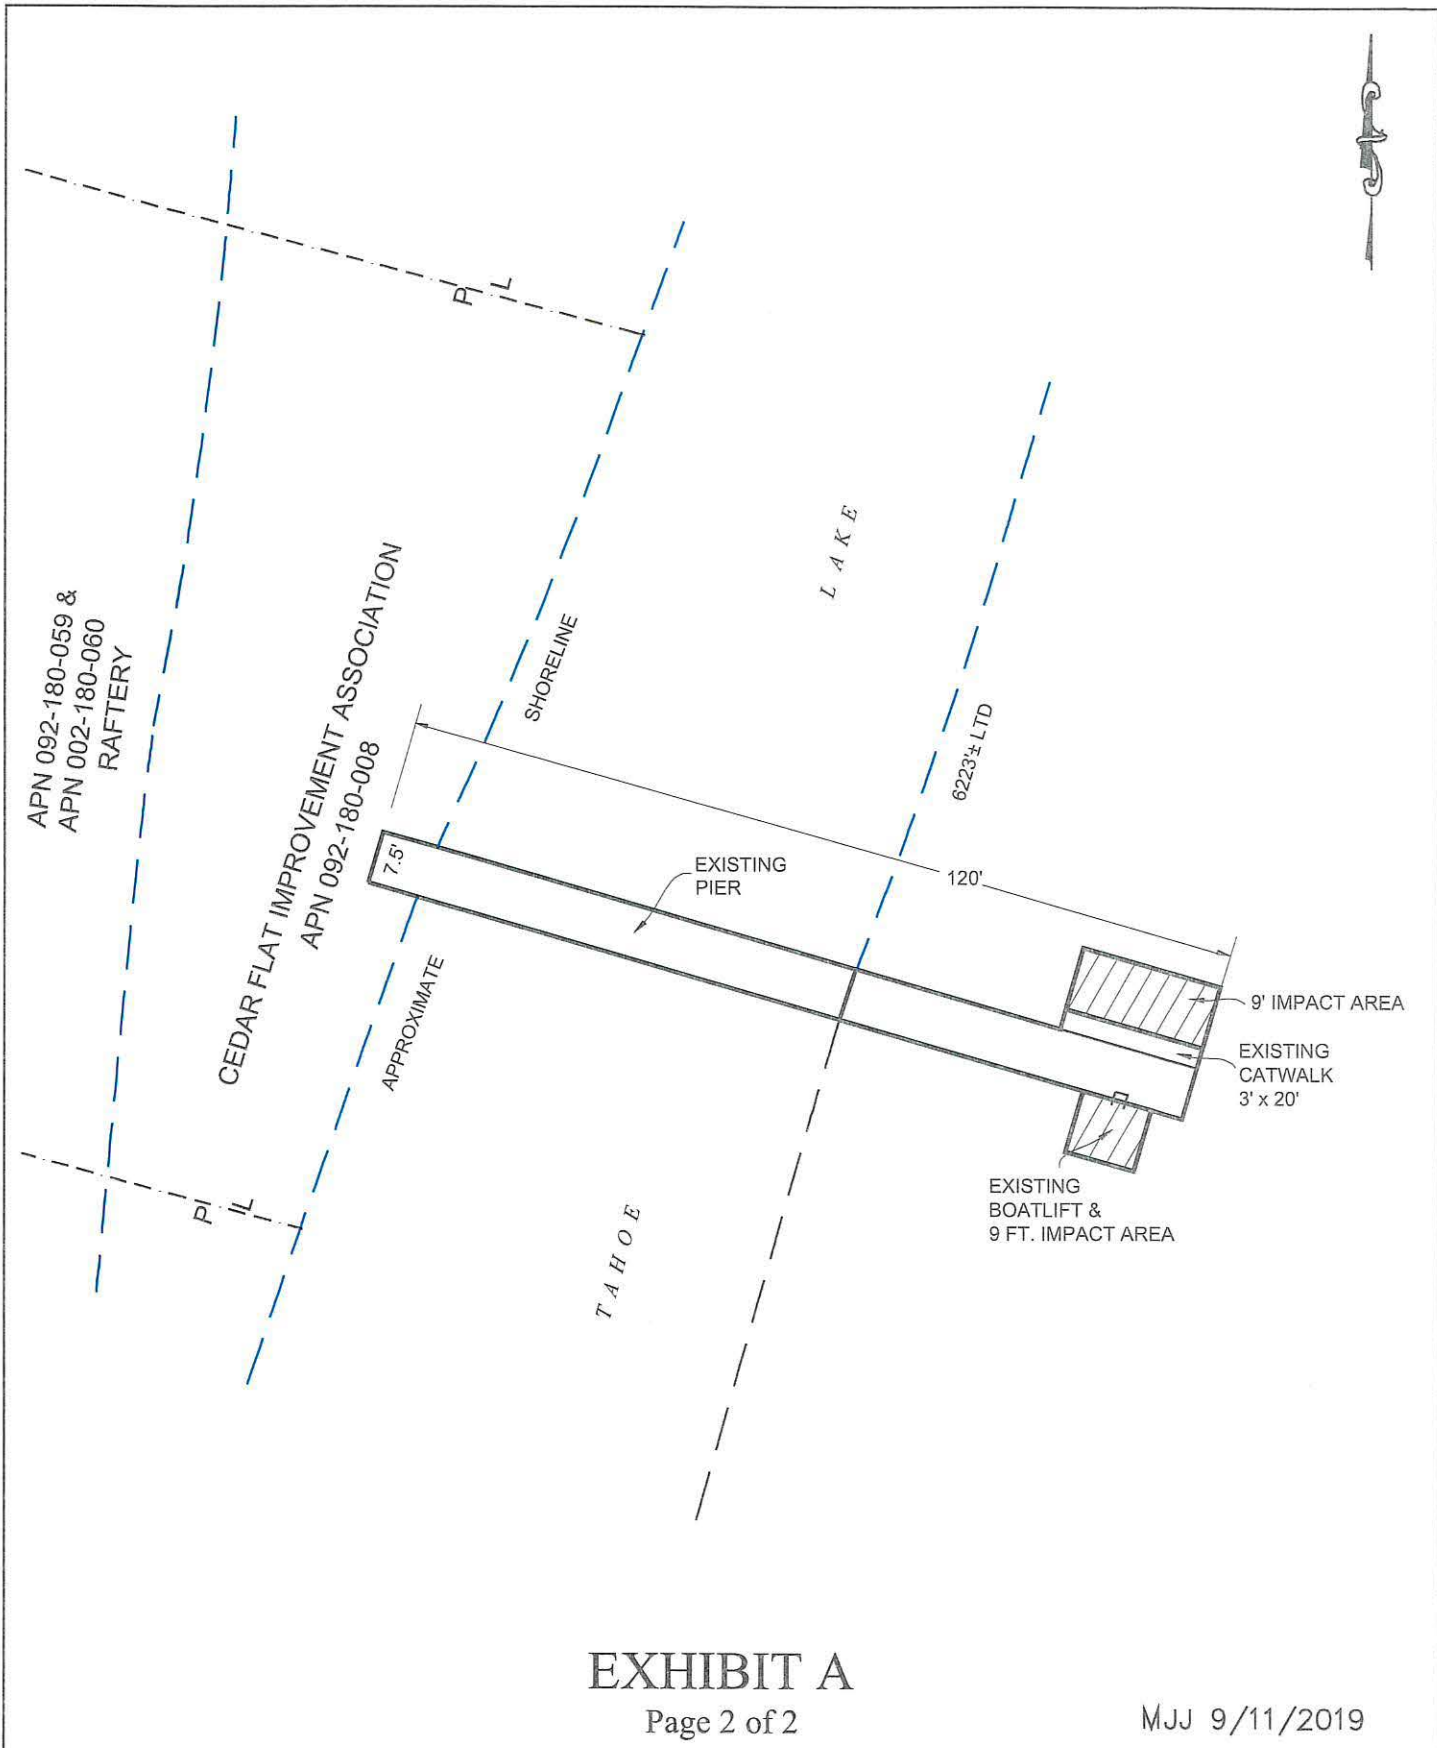 P L
LAKE
APN 092-180-059 &
APN 002-180-060
RAFTERY
CEDAR FLAT IMPROVEMENT ASSOCIATION
APN 092-180-008
SHORELINE
6223'± LTD
7.5'
EXISTING
PIER
120'
APPROXIMATE
9' IMPACT AREA
EXISTING
CATWALK
3' x 20'
EXISTING
BOATLIFT &
9 FT. IMPACT AREA
P L
TAHOE
EXHIBIT A
Page 2 of 2
MJJ 9/11/2019